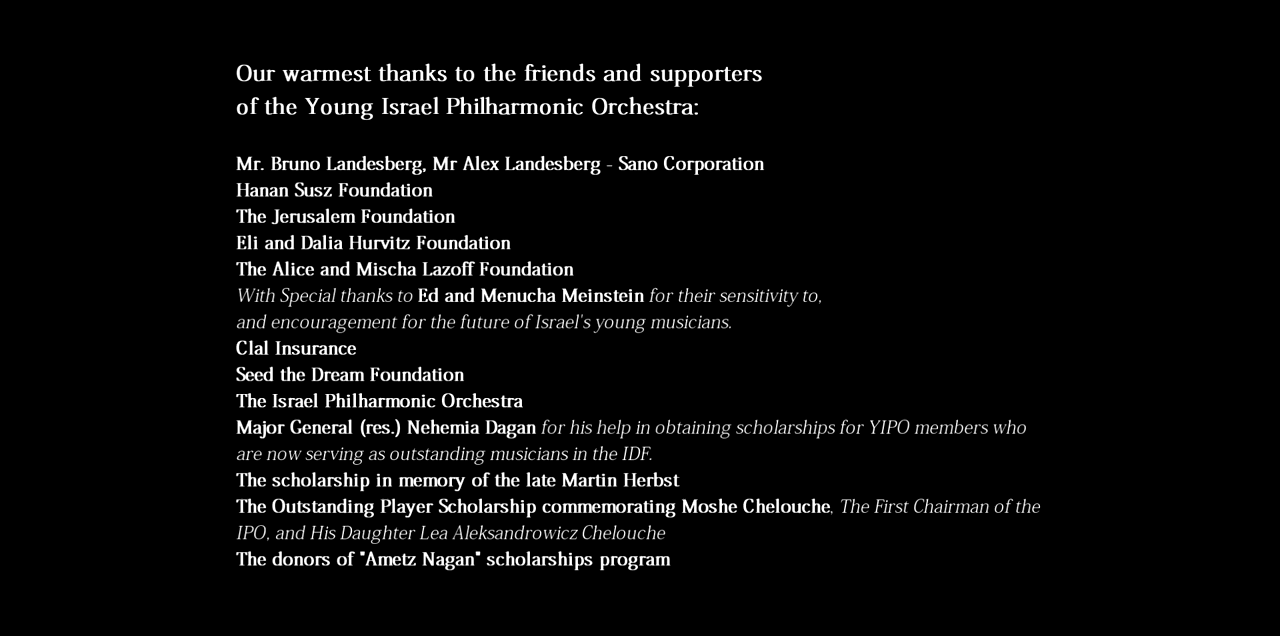 Our warmest thanks to the friends and supporters
of the Young Israel Philharmonic Orchestra:
Mr. Bruno Landesberg, Mr Alex Landesberg - Sano Corporation
Hanan Susz Foundation
The Jerusalem Foundation
Eli and Dalia Hurvitz Foundation
The Alice and Mischa Lazoff Foundation
With Special thanks to Ed and Menucha Meinstein for their sensitivity to,
and encouragement for the future of Israel's young musicians.
Clal Insurance
Seed the Dream Foundation
The Israel Philharmonic Orchestra
Major General (res.) Nehemia Dagan for his help in obtaining scholarships for YIPO members who
are now serving as outstanding musicians in the IDF.
The scholarship in memory of the late Martin Herbst
The Outstanding Player Scholarship commemorating Moshe Chelouche, The First Chairman of the
IPO, and His Daughter Lea Aleksandrowicz Chelouche
The donors of "Ametz Nagan" scholarships program